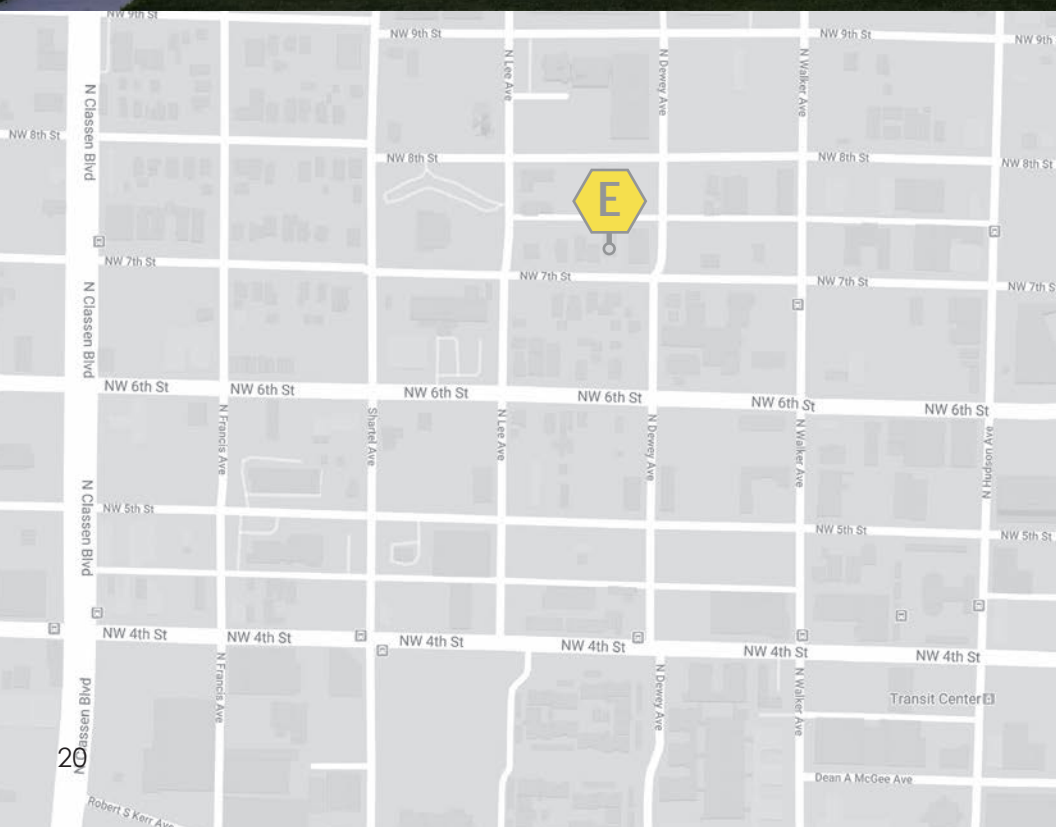 NW 9th St
NW 9th St
NW 9th St
NW 9th
N Lee Ave
N Dewey Ave
N Walker Ave
N Classen Blvd
NW 8th St
NW 8th St
NW 8th St
NW 8th St
E
NW 7th St
NW 7th St
NW 7th St
NW 7th S
N Classen Blvd
NW 6th St
NW 6th St
NW 6th St
NW 6th St
NW 6th St
NW 6th St
N Francis Ave
Shartel Ave
N Lee Ave
N Dewey Ave
N Walker Ave
N Hudson Ave
N Classen Blvd
NW 5th St
NW 5th St
NW 5th St
NW 4th St
NW 4th St
NW 4th St
NW 4th St
NW 4th St
NW 4th St
N Francis Ave
N Dewey Ave
N Walker Ave
Transit Center
N Classen Blvd
20
Dean A McGee Ave
Robert S Kerr Ave